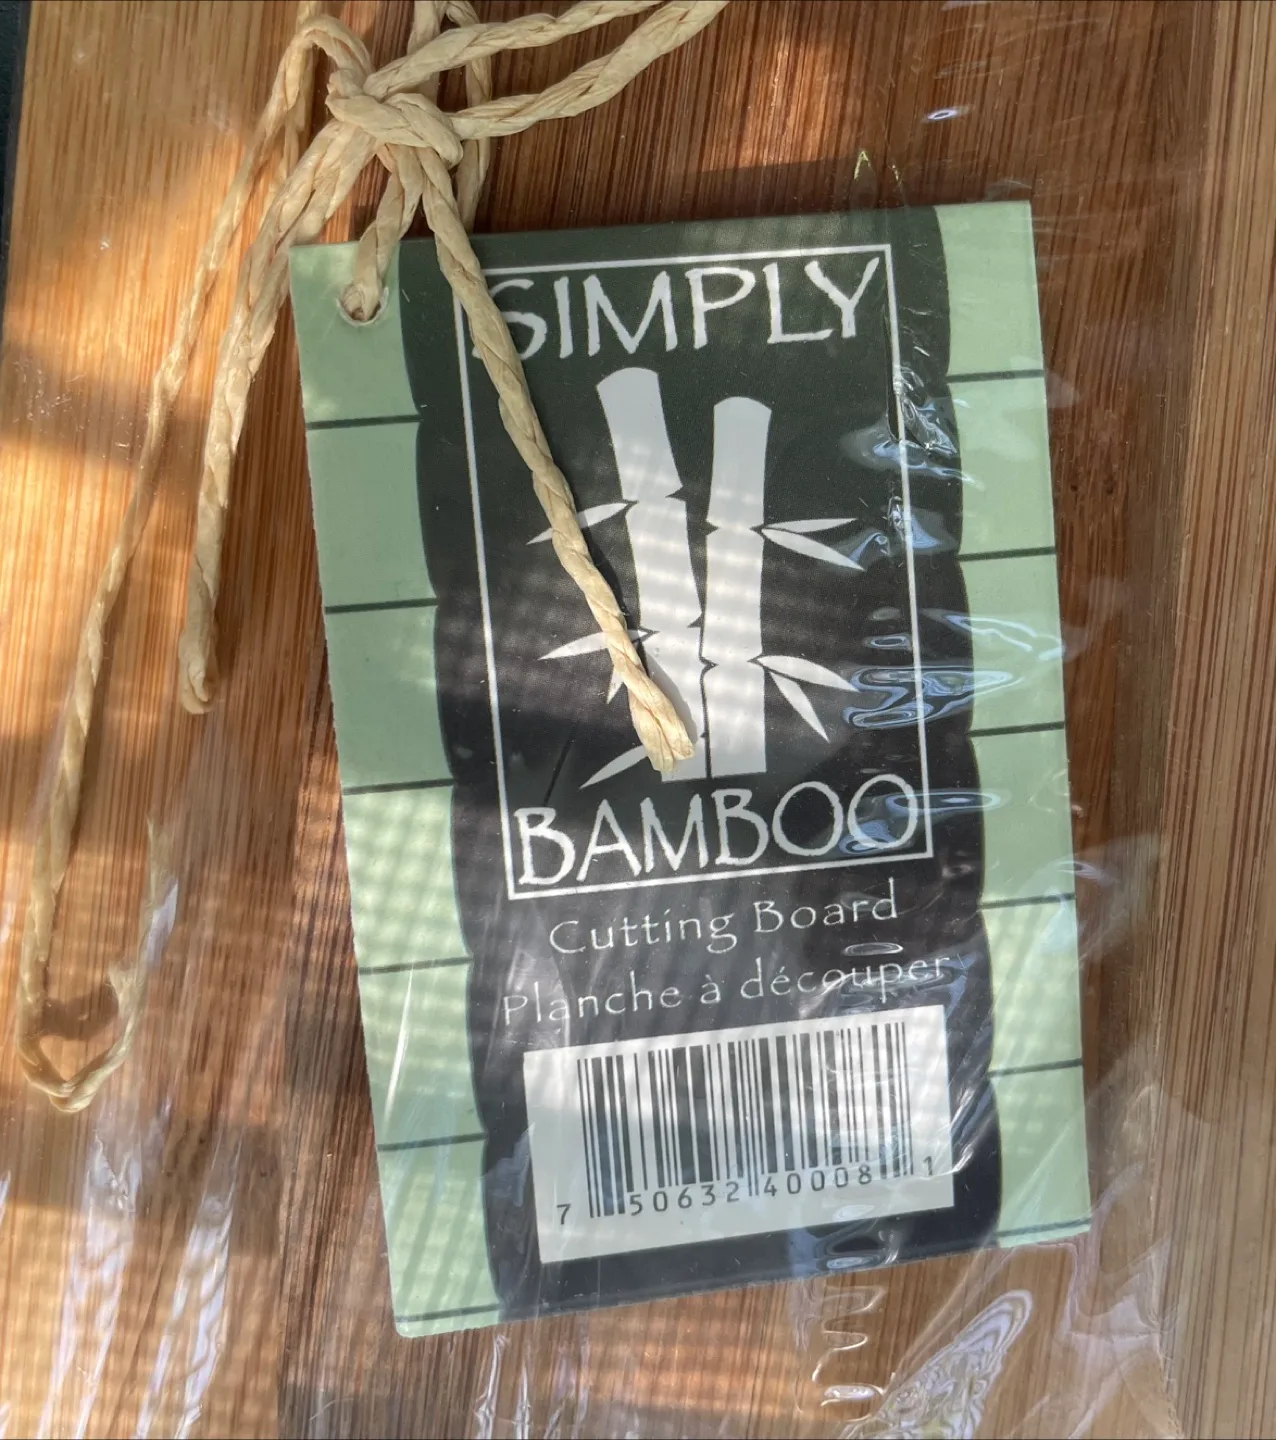 SIMPLY
BAMBOO
Cutting Board
Planche à découper
7 50632 40008 1